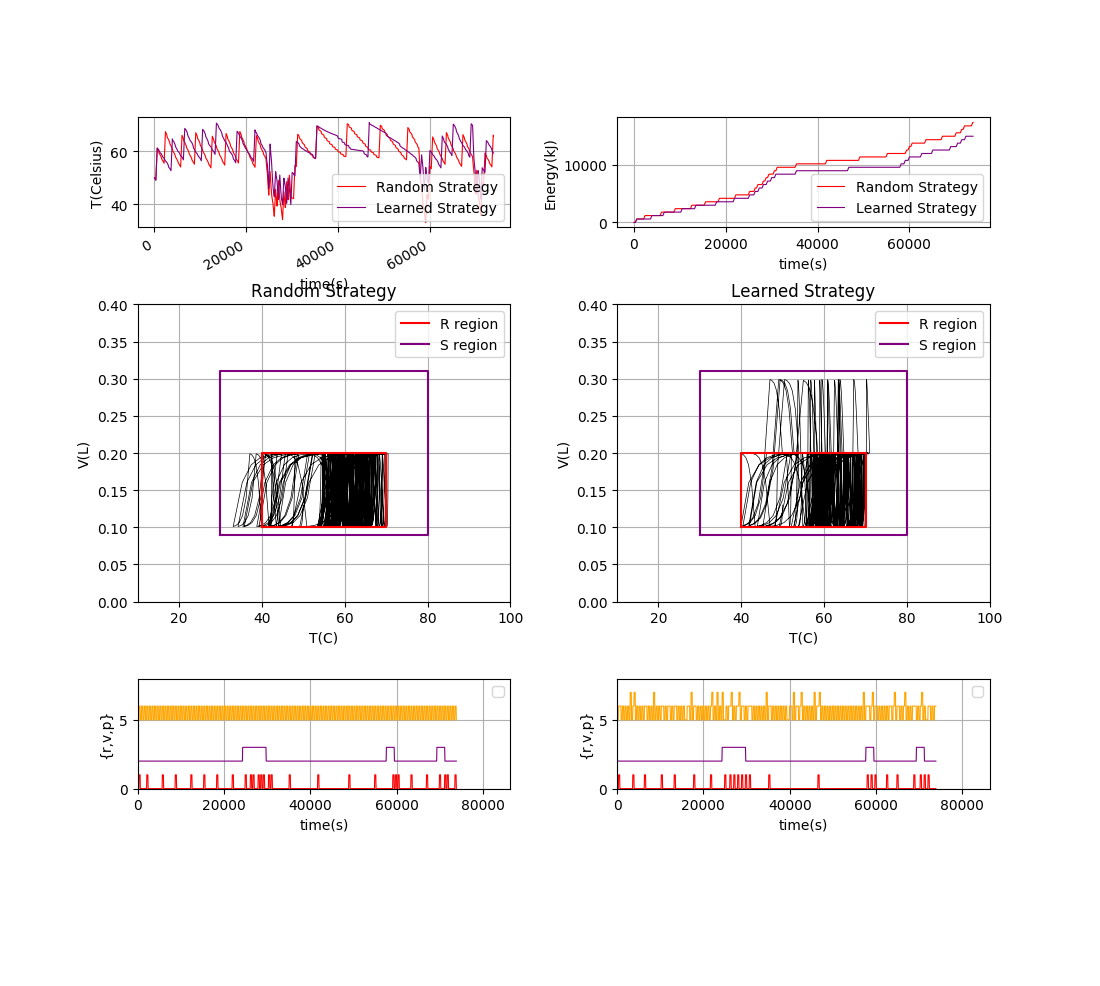 60
40
T(Celsius)
Random Strategy
Learned Strategy
0
20000
40000
60000
time(s)
10000
0
Energy(kJ)
Random Strategy
Learned Strategy
0
20000
40000
60000
time(s)
Random Strategy
0.40
0.35
0.30
0.25
0.20
0.15
0.10
0.05
0.00
V(L)
R region
S region
20
40
60
80
100
T(C)
Learned Strategy
0.40
0.35
0.30
0.25
0.20
0.15
0.10
0.05
0.00
V(L)
R region
S region
20
40
60
80
100
T(C)
5
0
{r,v,p}
0
20000
40000
60000
80000
time(s)
5
0
{r,v,p}
0
20000
40000
60000
80000
time(s)